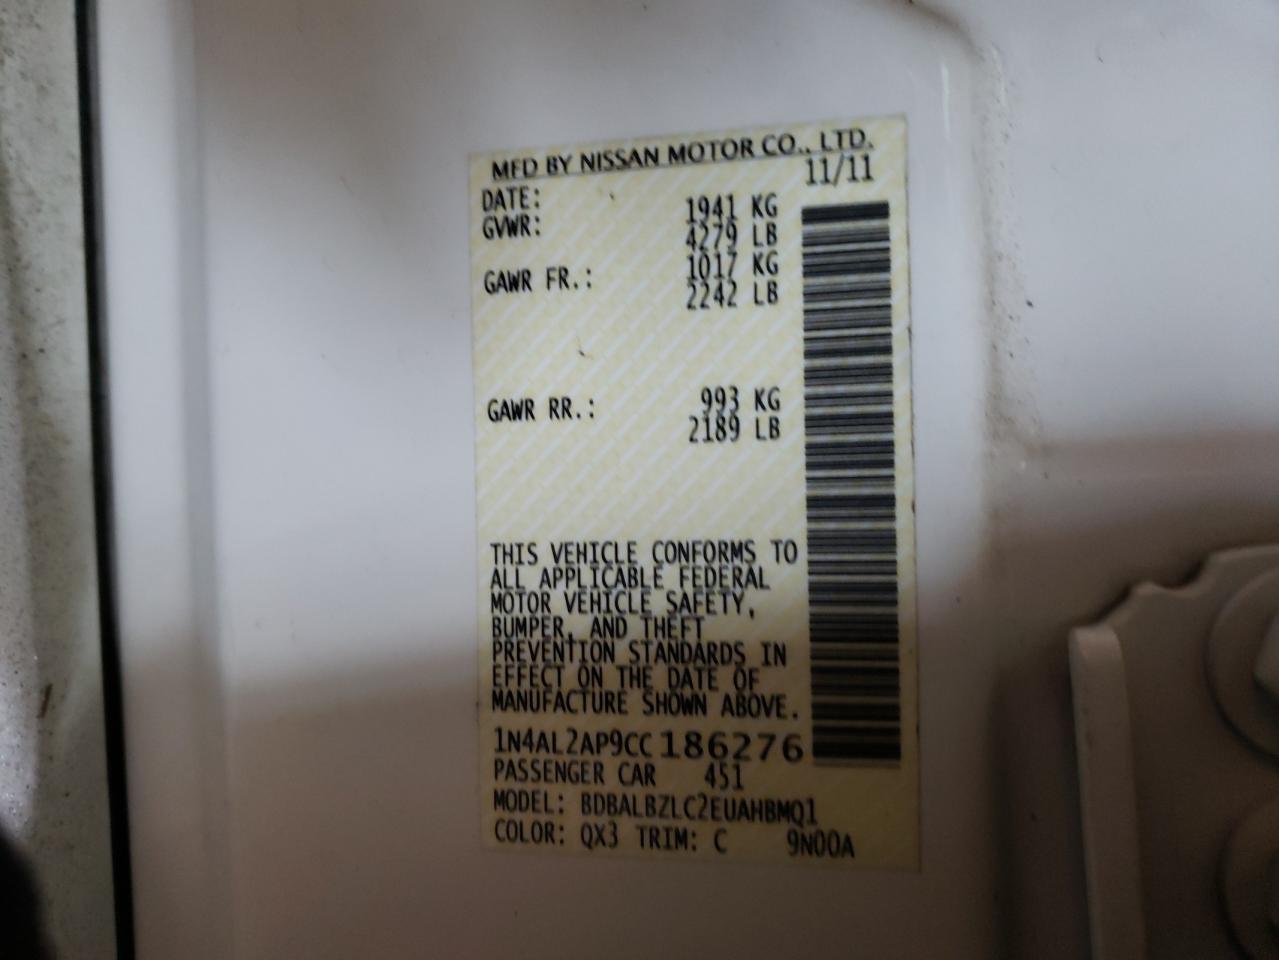 MFD BY NISSAN MOTOR CO., LTD.
11/11
DATE:
GVWR: 1941 KG
4279 LB
GAWR FR.: 1017 KG
2242 LB
GAWR RR.: 993 KG
2189 LB
THIS VEHICLE CONFORMS TO
ALL APPLICABLE FEDERAL
MOTOR VEHICLE SAFETY,
BUMPER, AND THEFT
PREVENTION STANDARDS IN
EFFECT ON THE DATE OF
MANUFACTURE SHOWN ABOVE.
1N4AL2AP9CC186276
PASSENGER CAR 451
MODEL: BDBALBZLC2EUAHBMQ1
COLOR: QX3 TRIM: C 9N00A